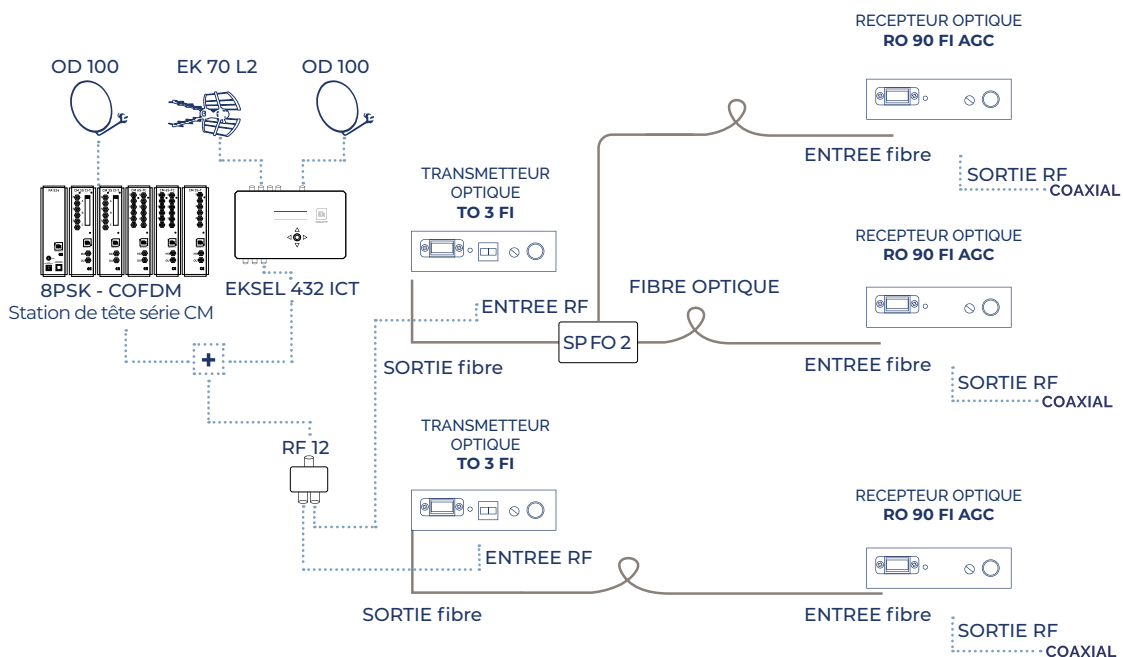 RECEPTEUR OPTIQUE
RO 90 FI AGC
OD 100
EK 70 L2
OD 100
ENTREE fibre
SORTIE RF
COAXIAL
TRANSMETTEUR
OPTIQUE
TO 3 FI
RECEPTEUR OPTIQUE
RO 90 FI AGC
8PSK - COFDM
Station de tête série CM
EKSEL 432 ICT
ENTREE RF
FIBRE OPTIQUE
SP FO 2
+
SORTIE fibre
ENTREE fibre
SORTIE RF
COAXIAL
RF 12
TRANSMETTEUR
OPTIQUE
TO 3 FI
RECEPTEUR OPTIQUE
RO 90 FI AGC
ENTREE RF
SORTIE fibre
ENTREE fibre
SORTIE RF
COAXIAL